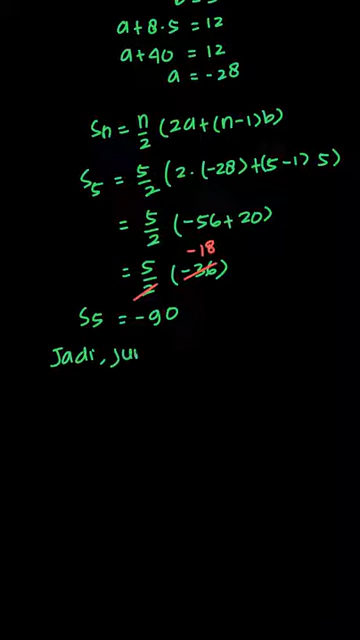 a+8.5 = 12
a+40 = 12
a = -28
Sn = n/2 (2a+(n-1)b)
S5 = 5/2 (2.(-28)+(5-1) 5)
= 5/2 (-56+20)
-18
= 5/2 (-36)
S5 = -90
Jadi, ju